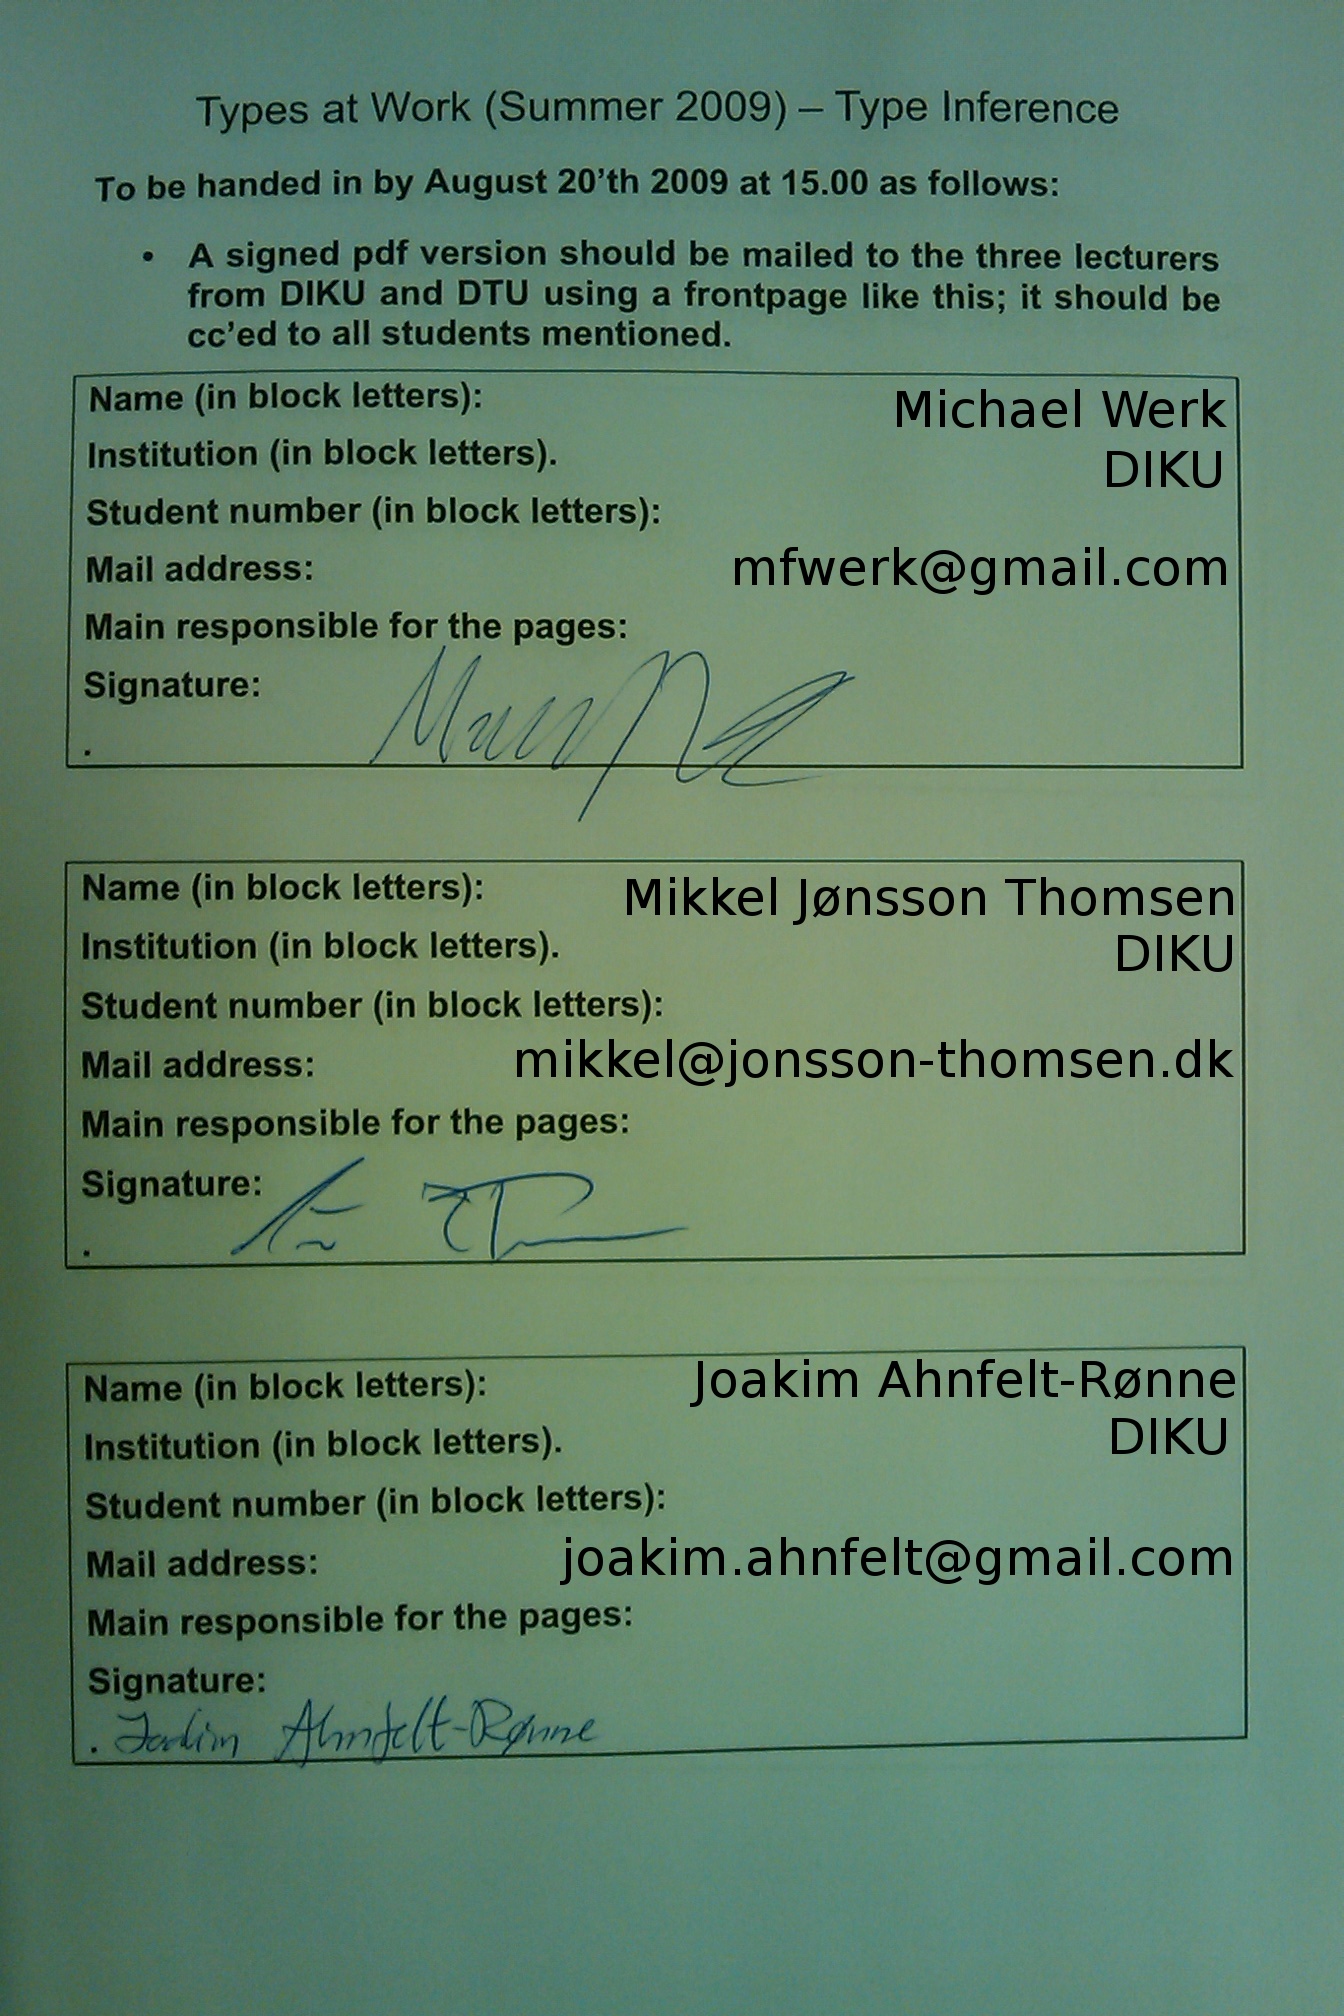 Types at Work (Summer 2009) – Type Inference
To be handed in by August 20’th 2009 at 15.00 as follows:
• A signed pdf version should be mailed to the three lecturers
from DIKU and DTU using a frontpage like this; it should be
cc’ed to all students mentioned.
Name (in block letters): Michael Werk
Institution (in block letters). DIKU
Student number (in block letters):
Mail address: mfwerk@gmail.com
Main responsible for the pages:
Signature:
.
Name (in block letters): Mikkel Jønsson Thomsen
Institution (in block letters). DIKU
Student number (in block letters):
Mail address: mikkel@jonsson-thomsen.dk
Main responsible for the pages:
Signature:
.
Name (in block letters): Joakim Ahnfelt-Rønne
Institution (in block letters). DIKU
Student number (in block letters):
Mail address: joakim.ahnfelt@gmail.com
Main responsible for the pages:
Signature:
. Joakim Ahnfelt-Rønne